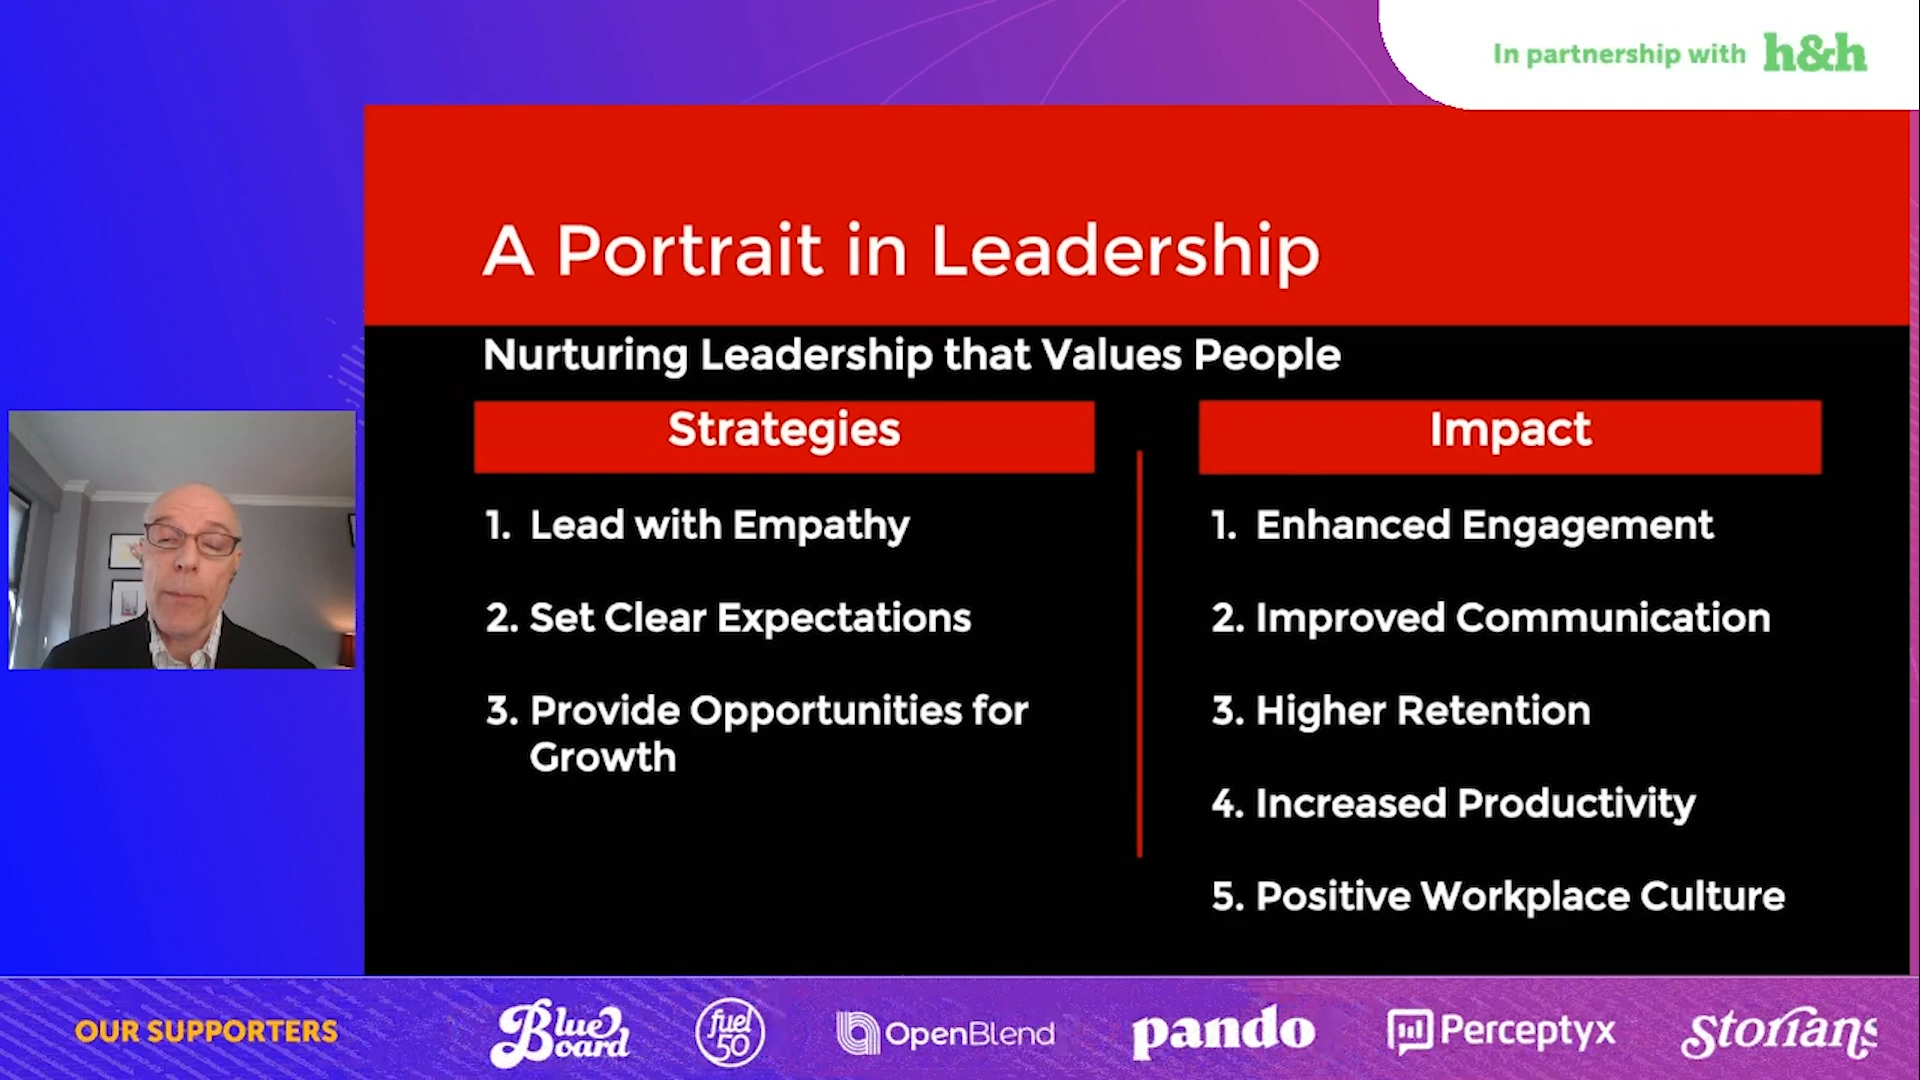 In partnership with h&h
A Portrait in Leadership
Nurturing Leadership that Values People
Strategies
1. Lead with Empathy
2. Set Clear Expectations
3. Provide Opportunities for
Growth
Impact
1. Enhanced Engagement
2. Improved Communication
3. Higher Retention
4. Increased Productivity
5. Positive Workplace Culture
OUR SUPPORTERS
Blue Board
fuel 50
OpenBlend
pando
Perceptyx
Storians